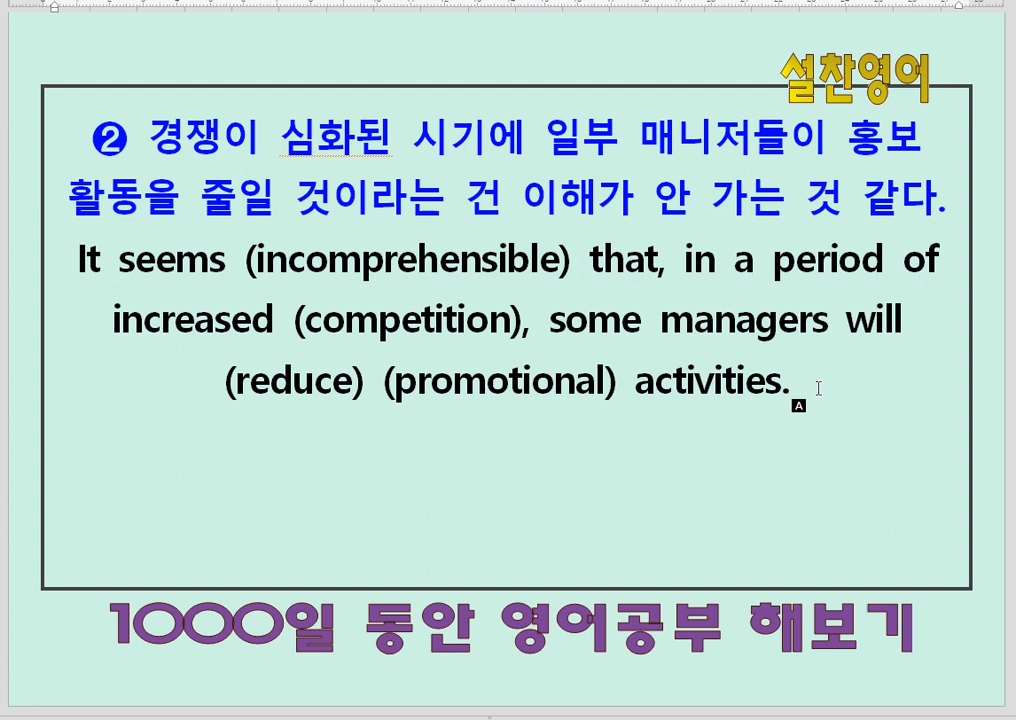 설찬영어
❷ 경쟁이 심화된 시기에 일부 매니저들이 홍보
활동을 줄일 것이라는 건 이해가 안 가는 것 같다.
It seems (incomprehensible) that, in a period of
increased (competition), some managers will
(reduce) (promotional) activities.
A
1000일 동안 영어공부 해보기